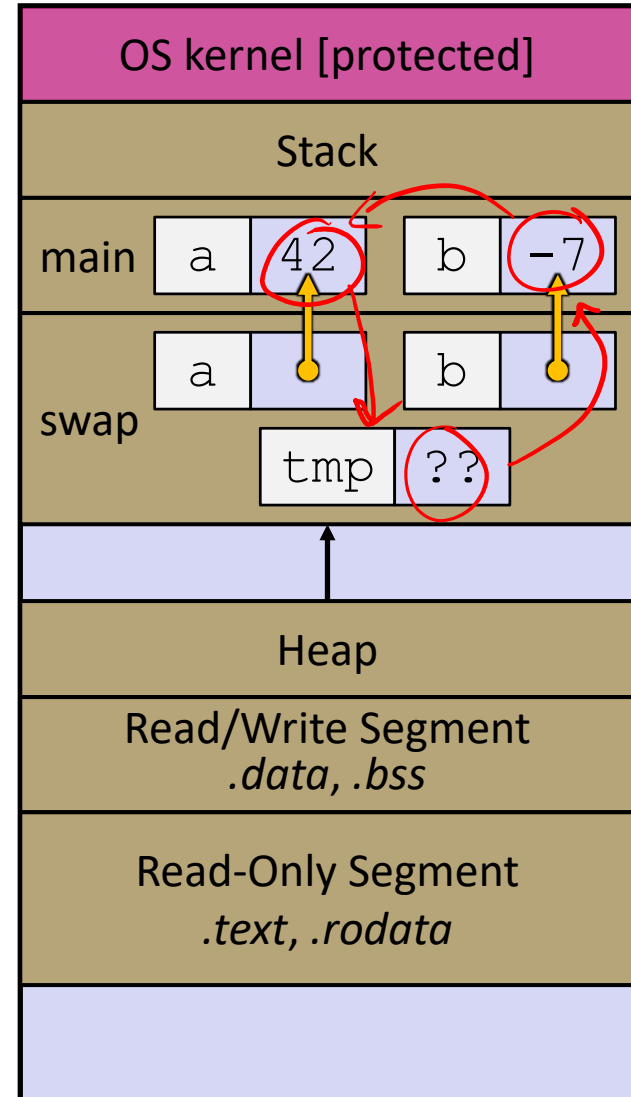 OS kernel [protected]
Stack
main a 42 b -7
a b
swap
tmp ??
Heap
Read/Write Segment
.data, .bss
Read-Only Segment
.text, .rodata